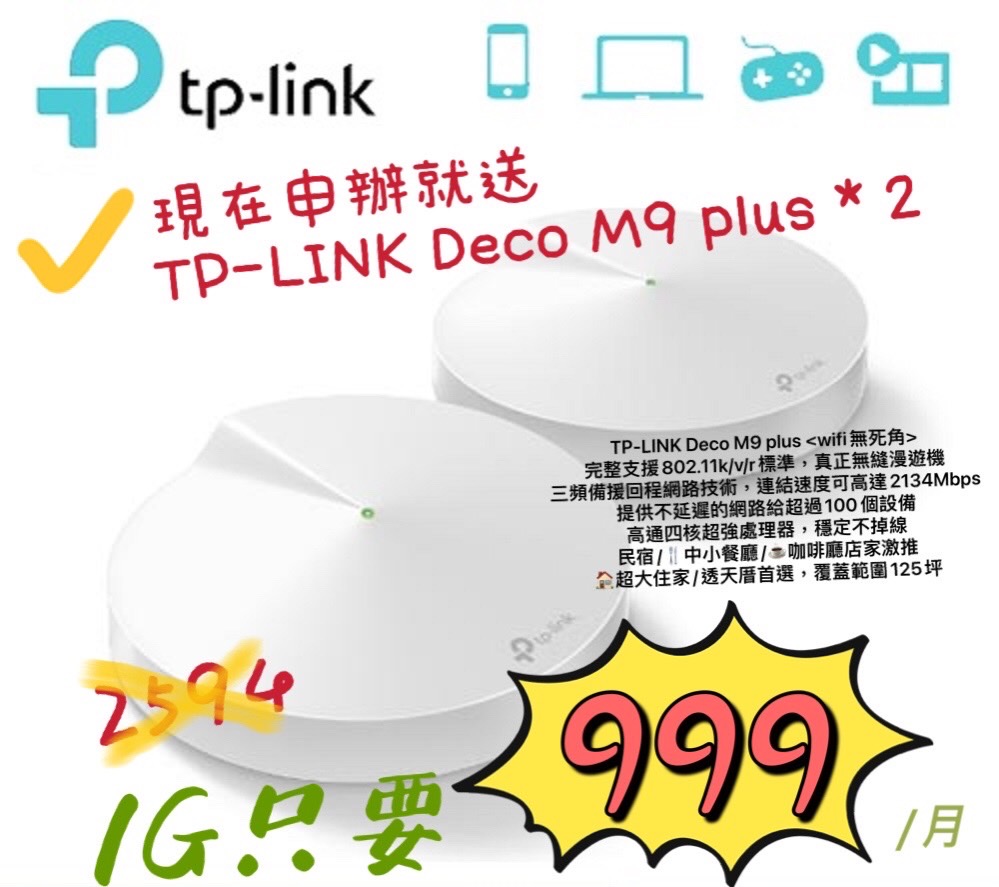 tp-link
現在申辦就送
TP-LINK Deco M9 plus * 2
tp-link
TP-LINK Deco M9 plus <wifi無死角>
完整支援802.11k/v/r標準，真正無縫漫遊機
三頻備援回程網路技術，連結速度可高達2134Mbps
提供不延遲的網路給超過100個設備
高通四核超強處理器，穩定不掉線
民宿/🍴中小餐廳/☕咖啡廳店家激推
🏠超大住家/透天厝首選，覆蓋範圍125坪
tp-link
2594
999
1G只要
/月